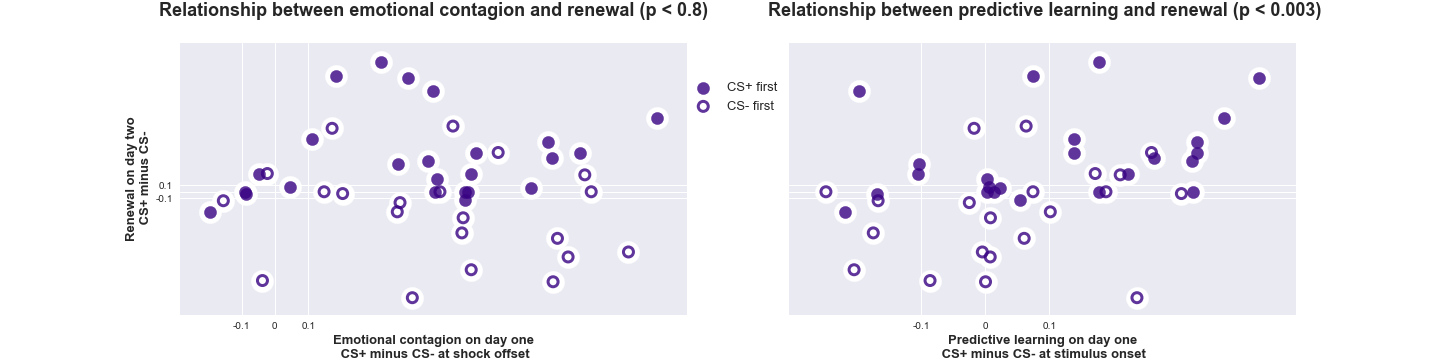 Relationship between emotional contagion and renewal (p < 0.8)
Relationship between predictive learning and renewal (p < 0.003)
CS+ first
CS- first
Renewal on day two
CS+ minus CS-
0.1
-0.1
-0.1
0
0.1
Emotional contagion on day one
CS+ minus CS- at shock offset
-0.1
0
0.1
Predictive learning on day one
CS+ minus CS- at stimulus onset